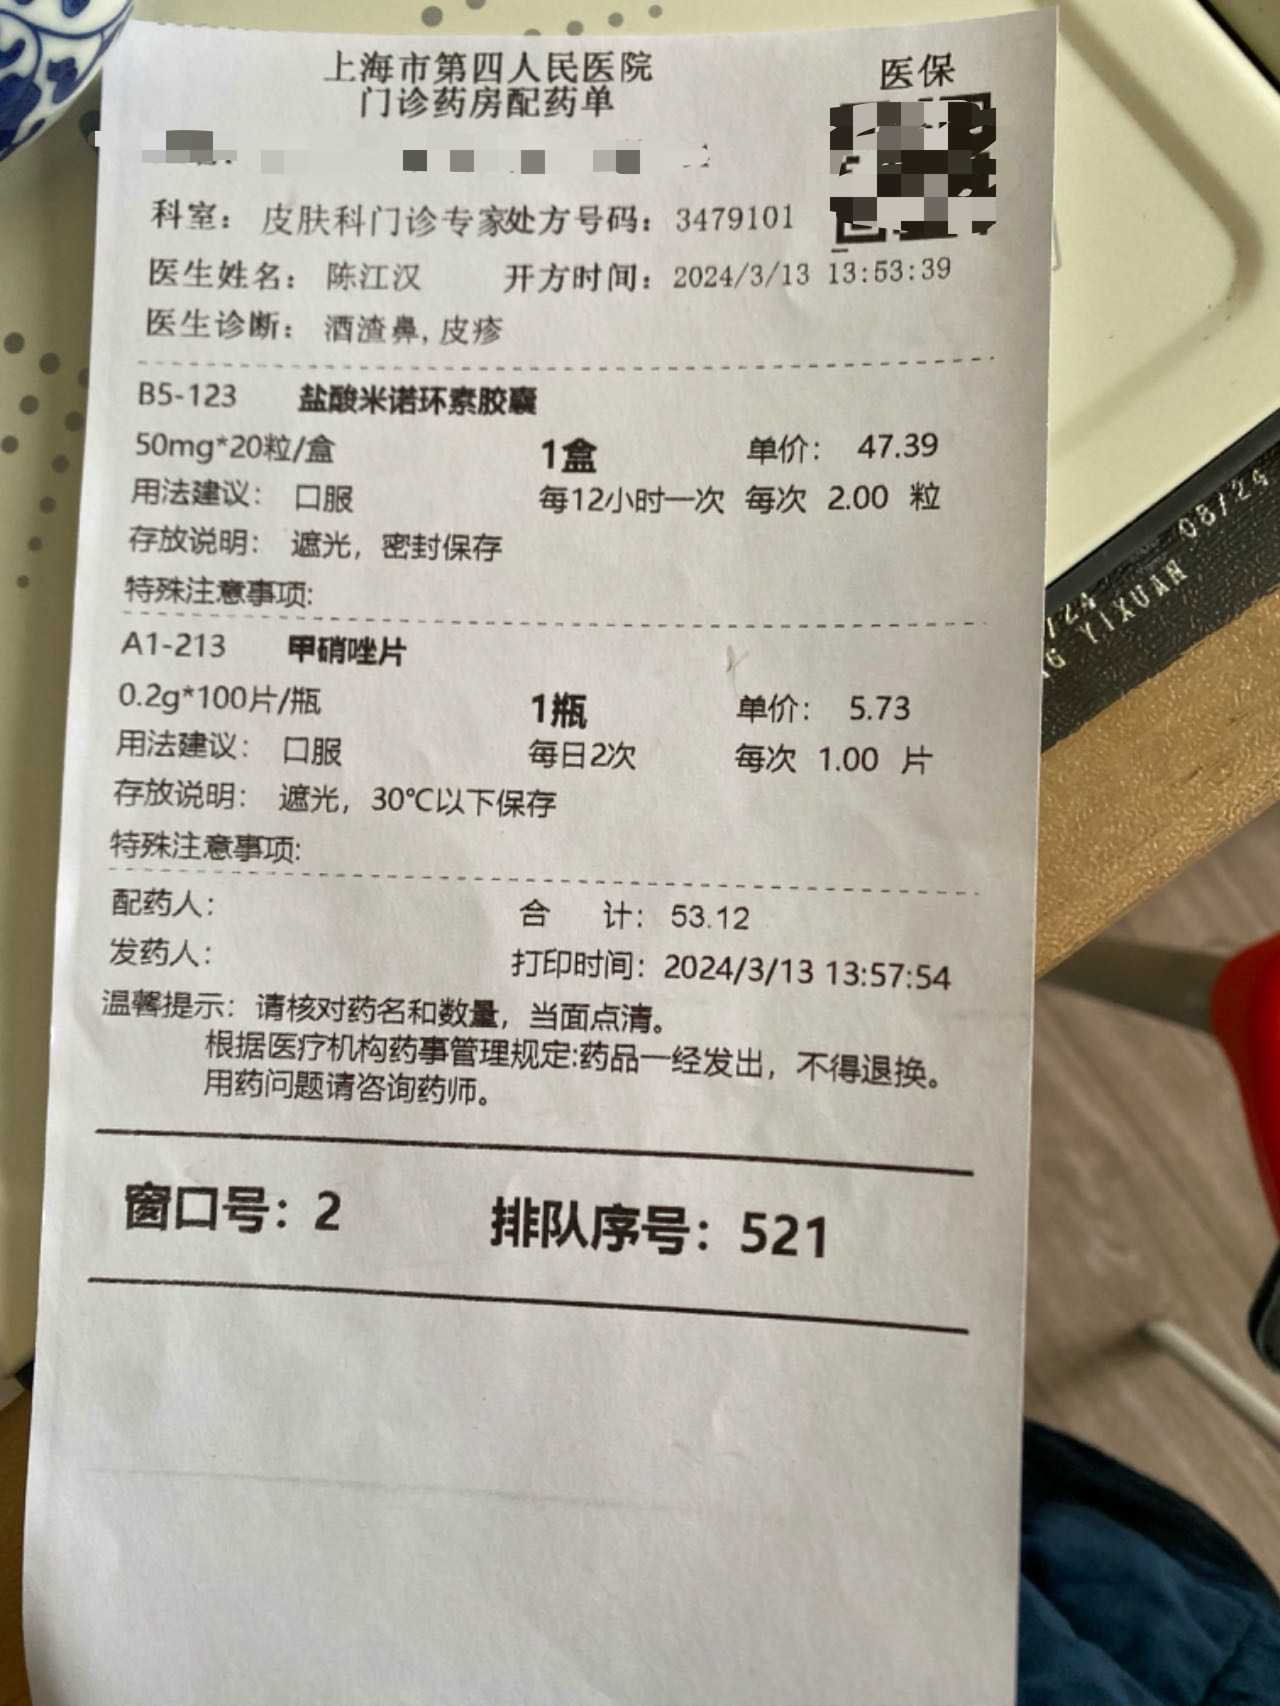 上海市第四人民医院
门诊药房配药单
医保
科室： 皮肤科门诊专家处方号码：3479101
医生姓名： 陈江汉 开方时间：2024/3/13 13:53:39
医生诊断： 酒渣鼻,皮疹
B5-123 盐酸米诺环素胶囊
50mg*20粒/盒 1盒 单价： 47.39
用法建议： 口服 每12小时一次 每次 2.00 粒
存放说明： 遮光，密封保存
特殊注意事项:
A1-213 甲硝唑片
0.2g*100片/瓶 1瓶 单价： 5.73
用法建议： 口服 每日2次 每次 1.00 片
存放说明： 遮光，30℃以下保存
特殊注意事项:
配药人： 合 计： 53.12
发药人： 打印时间：2024/3/13 13:57:54
温馨提示：请核对药名和数量，当面点清。
根据医疗机构药事管理规定:药品一经发出，不得退换。
用药问题请咨询药师。
窗口号：2 排队序号：521
/24 08/24
YIXUAN